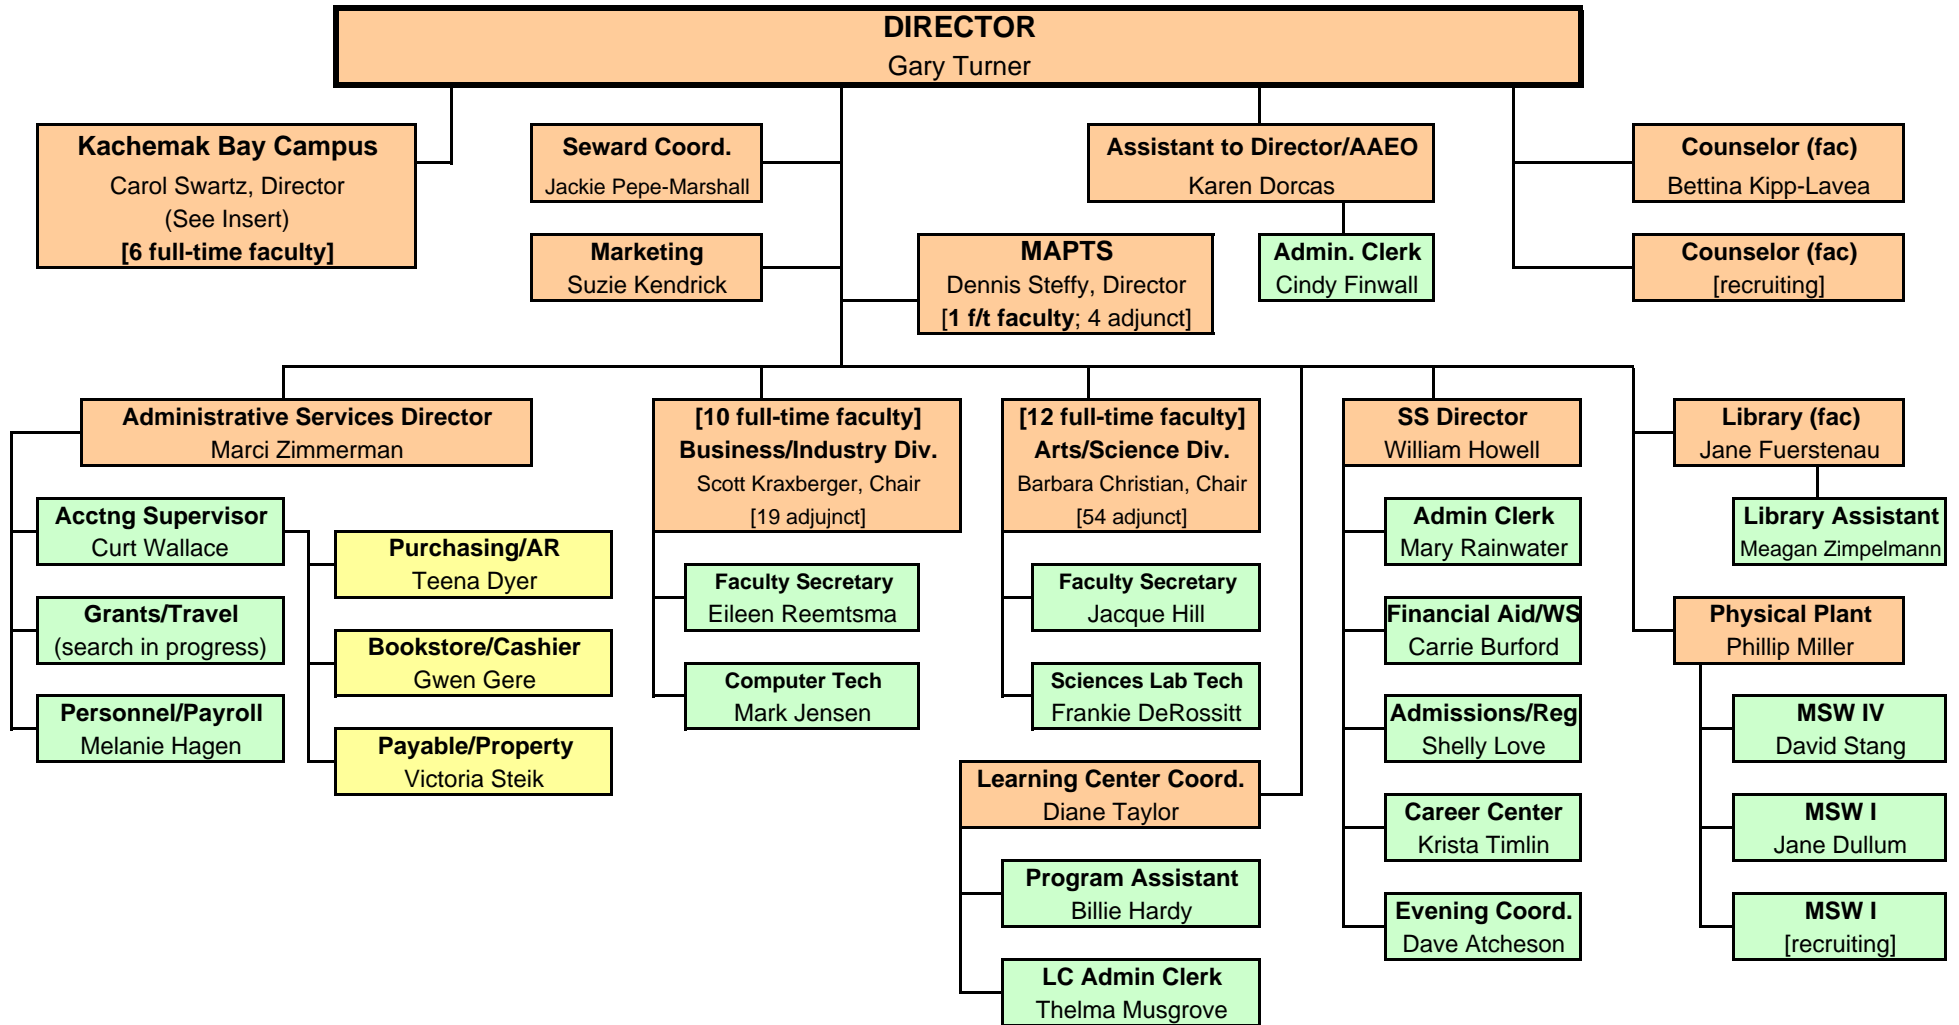 DIRECTOR
Gary Turner
Kachemak Bay Campus
Carol Swartz, Director
(See Insert)
[6 full-time faculty]
Seward Coord.
Jackie Pepe-Marshall
Marketing
Suzie Kendrick
MAPTS
Dennis Steffy, Director
[1 f/t faculty; 4 adjunct]
Assistant to Director/AAEO
Karen Dorcas
Admin. Clerk
Cindy Finwall
Counselor (fac)
Bettina Kipp-Lavea
Counselor (fac)
[recruiting]
Administrative Services Director
Marci Zimmerman
Acctng Supervisor
Curt Wallace
Grants/Travel
(search in progress)
Personnel/Payroll
Melanie Hagen
Purchasing/AR
Teena Dyer
Bookstore/Cashier
Gwen Gere
Payable/Property
Victoria Steik
[10 full-time faculty]
Business/Industry Div.
Scott Kraxberger, Chair
[19 adjujnct]
Faculty Secretary
Eileen Reemtsma
Computer Tech
Mark Jensen
[12 full-time faculty]
Arts/Science Div.
Barbara Christian, Chair
[54 adjunct]
Faculty Secretary
Jacque Hill
Sciences Lab Tech
Frankie DeRossitt
Learning Center Coord.
Diane Taylor
Program Assistant
Billie Hardy
LC Admin Clerk
Thelma Musgrove
SS Director
William Howell
Admin Clerk
Mary Rainwater
Financial Aid/WS
Carrie Burford
Admissions/Reg
Shelly Love
Career Center
Krista Timlin
Evening Coord.
Dave Atcheson
Library (fac)
Jane Fuerstenau
Library Assistant
Meagan Zimpelmann
Physical Plant
Phillip Miller
MSW IV
David Stang
MSW I
Jane Dullum
MSW I
[recruiting]